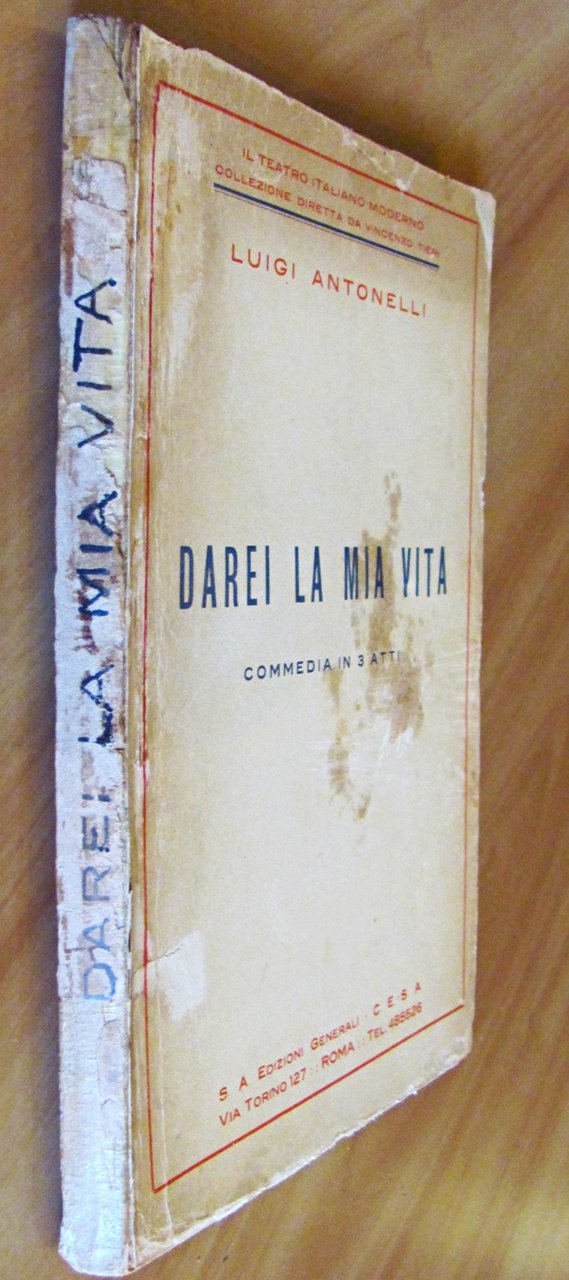 DAREI LA MIA VITA
IL TEATRO ITALIANO MODERNO
COLLEZIONE DIRETTA DA VINCENZO TIERI
LUIGI ANTONELLI
DAREI LA MIA VITA
COMMEDIA IN 3 ATTI
S A EDIZIONI GENERALI · CESA
VIA TORINO 127 :: ROMA :: TEL 485526